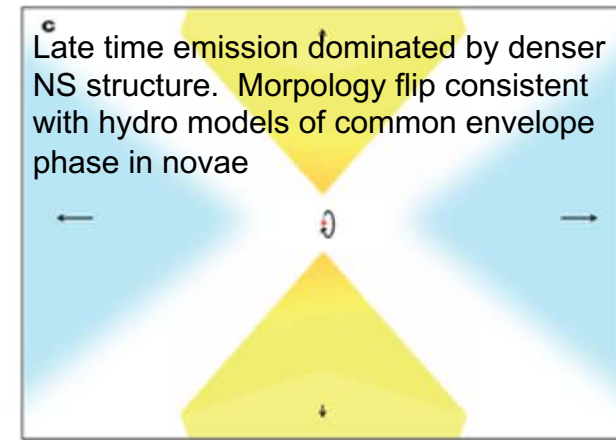 c
Late time emission dominated by denser
NS structure.  Morpology flip consistent
with hydro models of common envelope
phase in novae